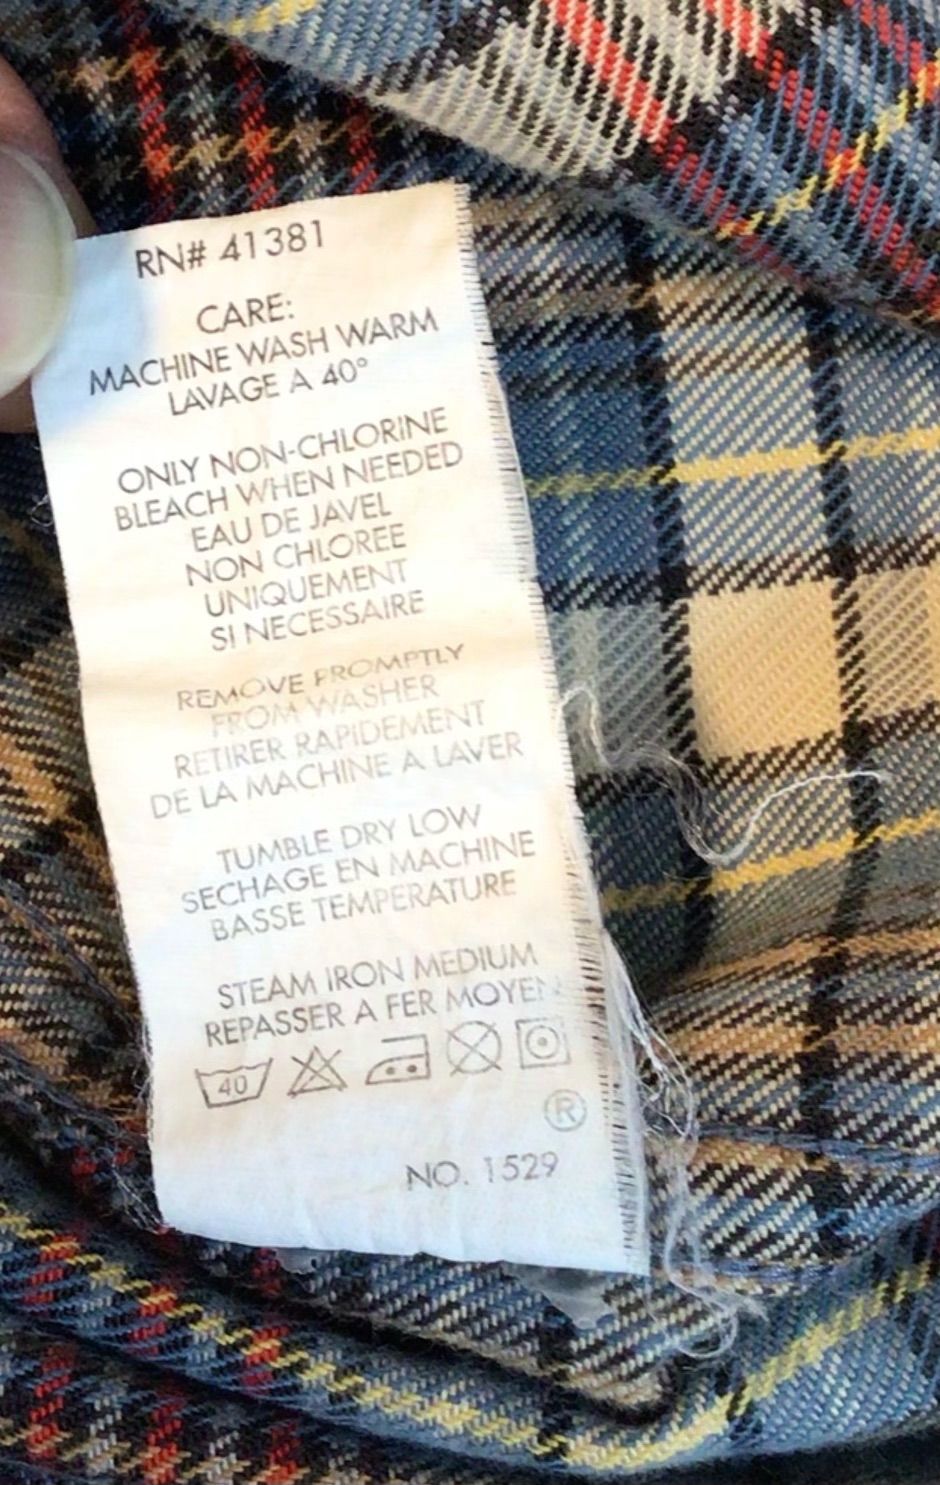 RN# 41381
CARE:
MACHINE WASH WARM
LAVAGE A 40°
ONLY NON-CHLORINE
BLEACH WHEN NEEDED
EAU DE JAVEL
NON CHLOREE
UNIQUEMENT
SI NECESSAIRE
REMOVE PROMPTLY
FROM WASHER
RETIRER RAPIDEMENT
DE LA MACHINE A LAVER
TUMBLE DRY LOW
SECHAGE EN MACHINE
BASSE TEMPERATURE
STEAM IRON MEDIUM
REPASSER A FER MOYEN
40
®
NO. 1529